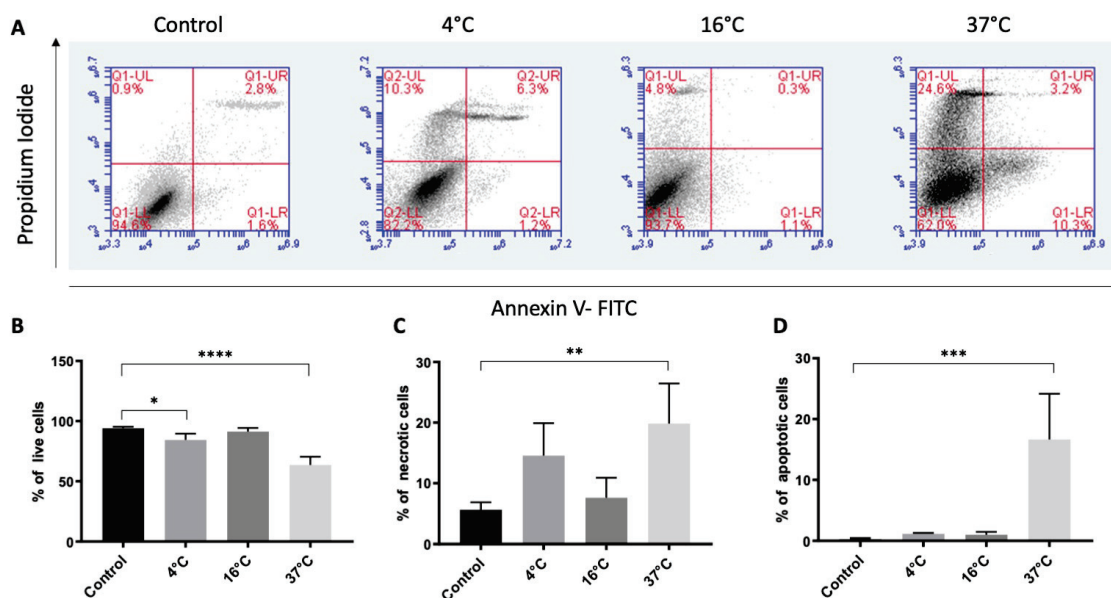 A
Control
4°C
16°C
37°C
Propidium Iodide
Q1-UL
0.9%
Q1-UR
2.8%
Q1-LL
94.6%
Q1-LR
1.6%
Q2-UL
10.3%
Q2-UR
6.3%
Q2-LL
82.2%
Q2-LR
1.2%
Q1-UL
4.8%
Q1-UR
0.3%
Q1-LL
93.7%
Q1-LR
1.1%
Q1-UL
24.6%
Q1-UR
3.2%
Q1-LL
62.0%
Q1-LR
10.3%
Annexin V- FITC
B
% of live cells
150
100
50
0
****
*
Control
4°C
16°C
37°C
C
% of necrotic cells
30
20
10
0
**
Control
4°C
16°C
37°C
D
% of apoptotic cells
30
20
10
0
***
Control
4°C
16°C
37°C